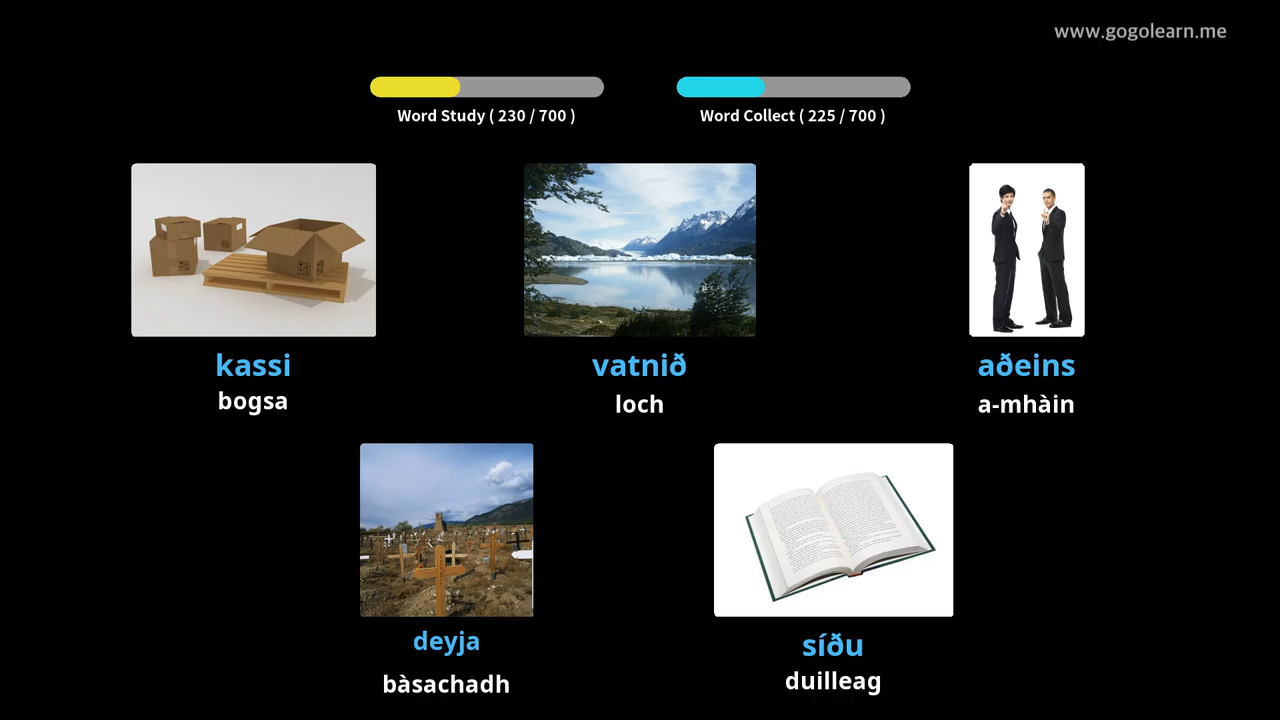 www.gogolearn.me
Word Study ( 230 / 700 )
Word Collect ( 225 / 700 )
kassi
bogsa
vatnið
loch
aðeins
a-mhàin
deyja
bàsachadh
síðu
duilleag